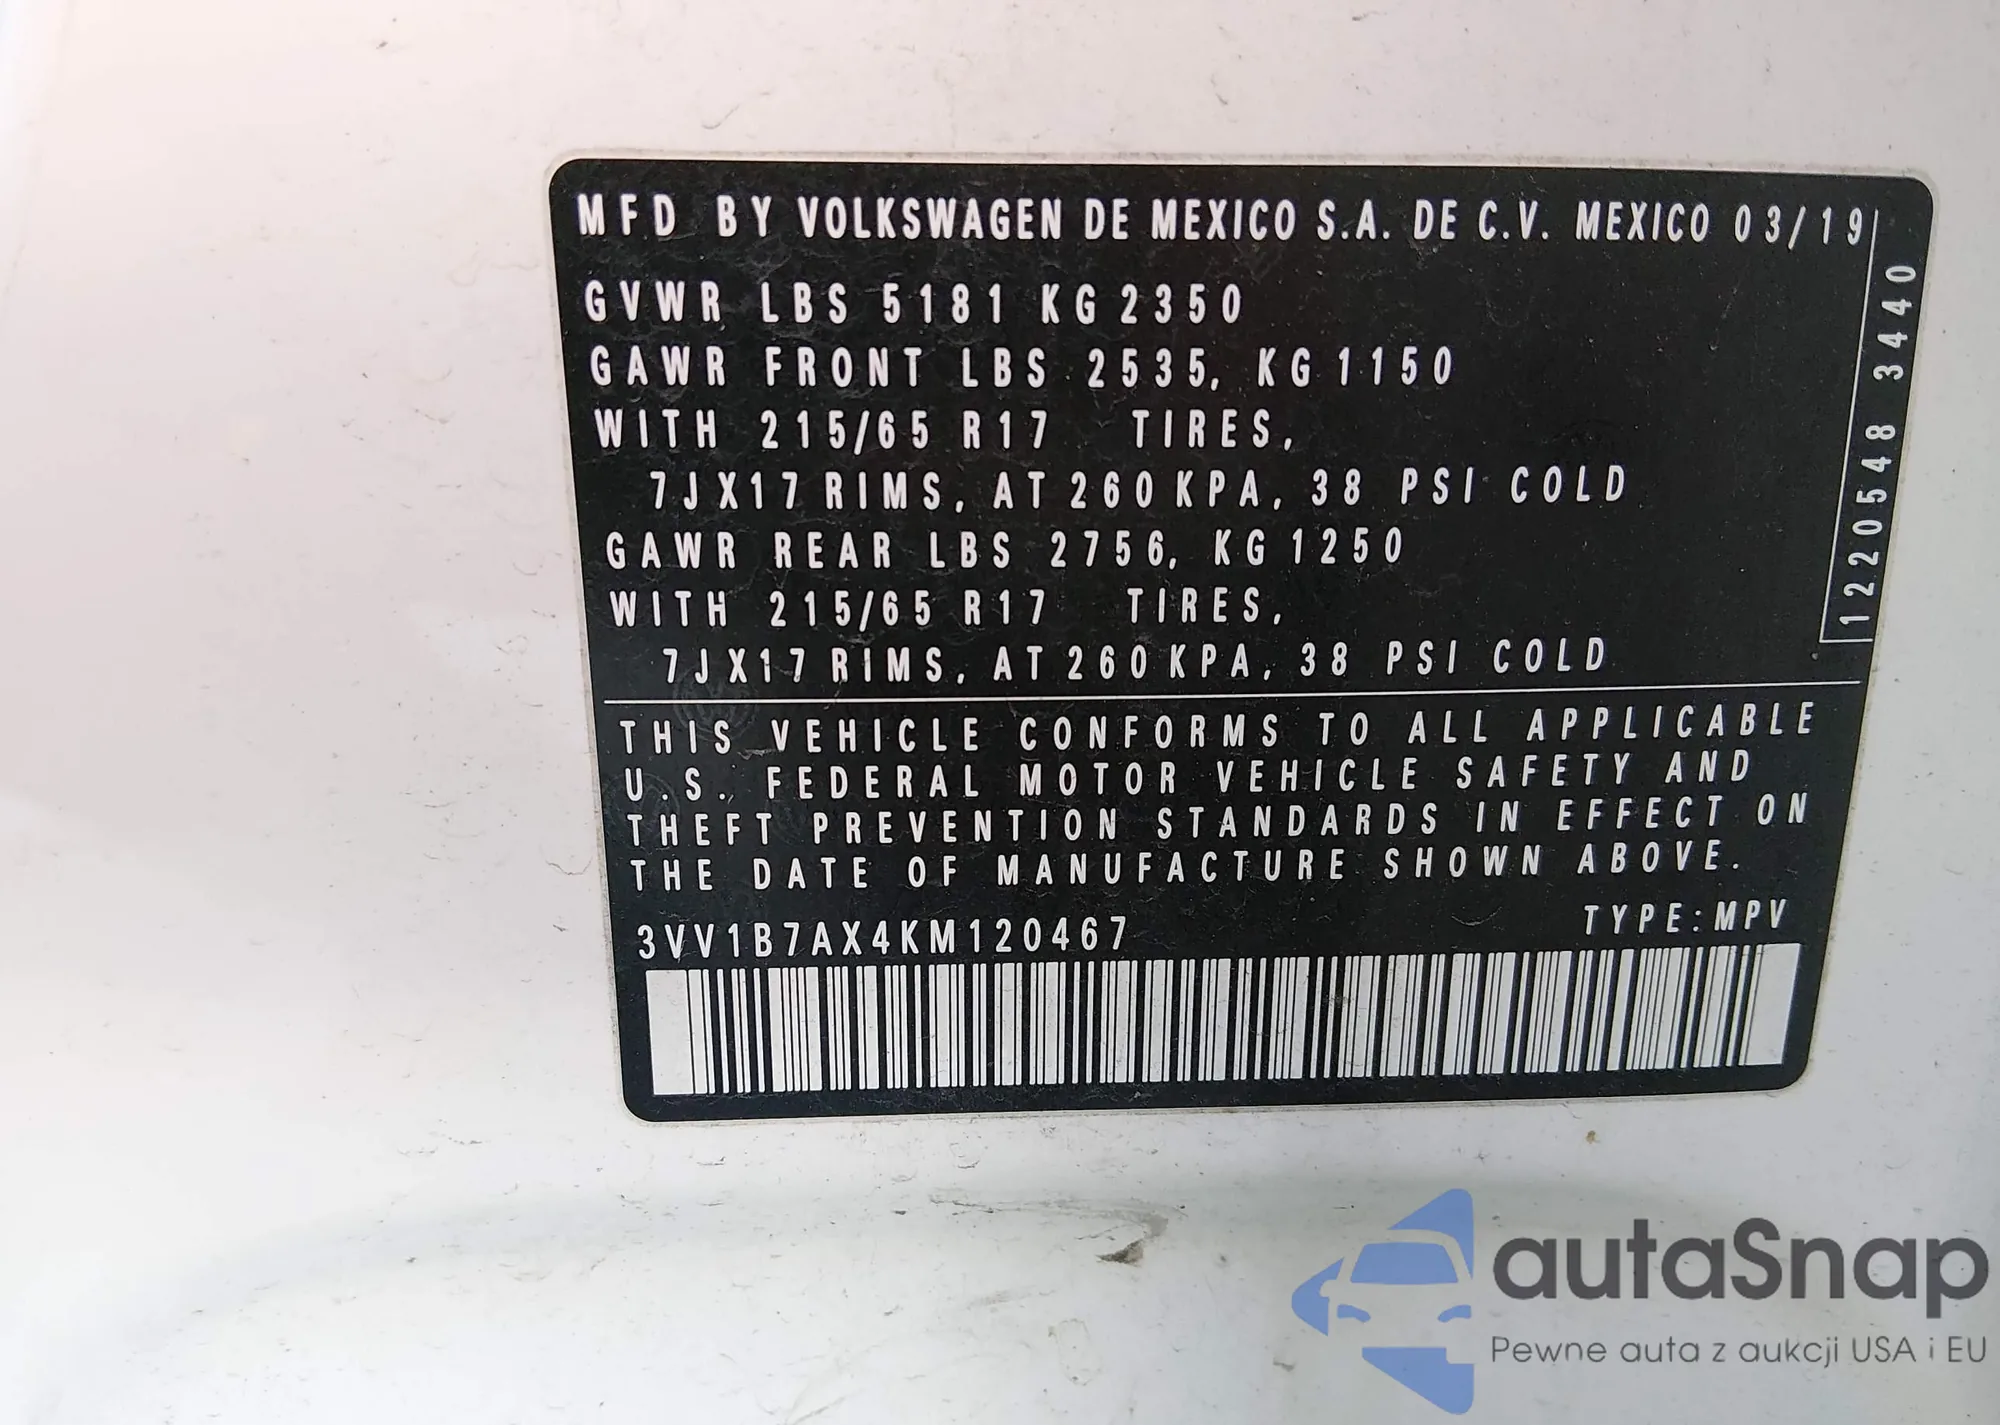 MFD BY VOLKSWAGEN DE MEXICO S.A. DE C.V. MEXICO 03/19
GVWR LBS 5181 KG 2350
GAWR FRONT LBS 2535, KG 1150
WITH 215/65 R17 TIRES,
7JX17 RIMS, AT 260 KPA, 38 PSI COLD
GAWR REAR LBS 2756, KG 1250
WITH 215/65 R17 TIRES,
7JX17 RIMS, AT 260 KPA, 38 PSI COLD
1220548 3440
THIS VEHICLE CONFORMS TO ALL APPLICABLE
U.S. FEDERAL MOTOR VEHICLE SAFETY AND
THEFT PREVENTION STANDARDS IN EFFECT ON
THE DATE OF MANUFACTURE SHOWN ABOVE.
3VV1B7AX4KM120467 TYPE: MPV
autaSnap
Pewne auta z aukcji USA i EU